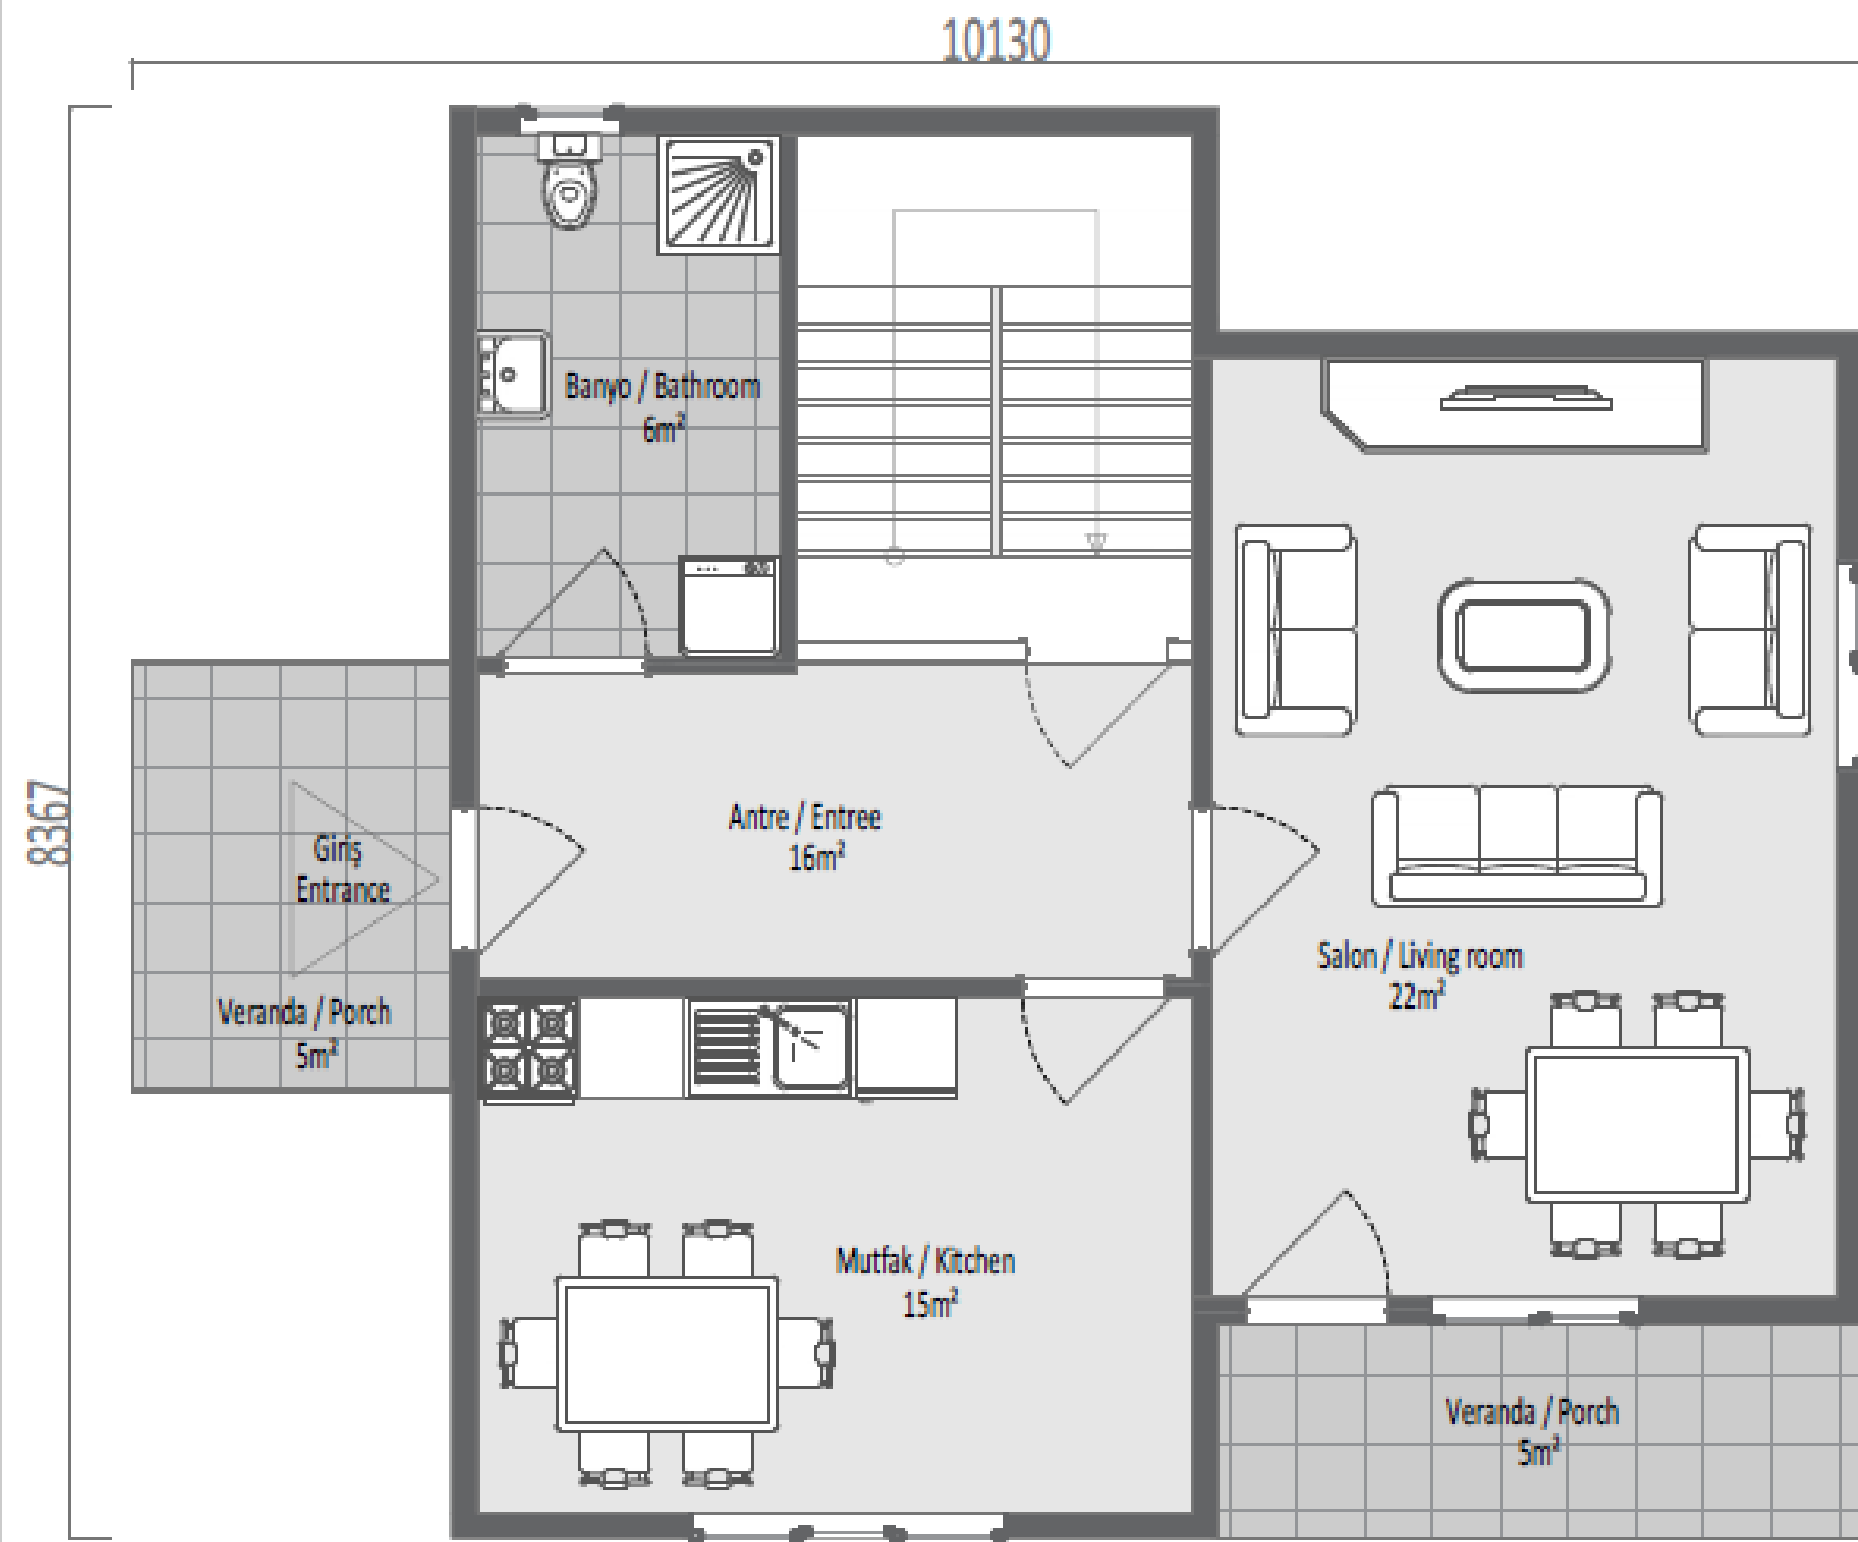 10130
8367
Banyo / Bathroom
6m²
Antre / Entree
16m²
Giriş
Entrance
Veranda / Porch
5m²
Salon / Living room
22m²
Mutfak / Kitchen
15m²
Veranda / Porch
5m²